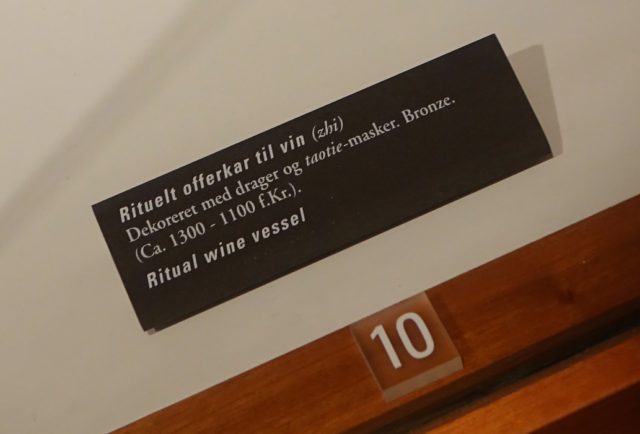 Rituelt offerkar til vin (zhi)
Dekoreret med drager og taotie-masker. Bronze.
(Ca. 1300 - 1100 f.Kr.).
Ritual wine vessel
10